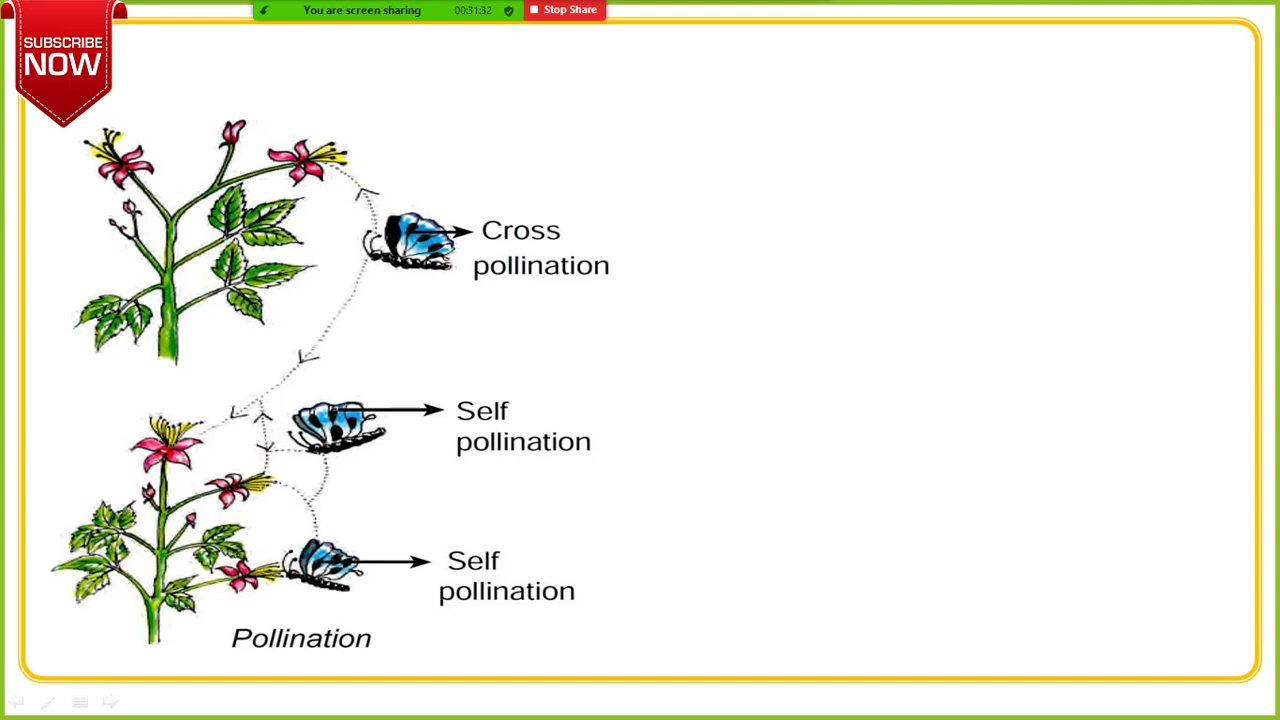 You are screen sharing
00:31:32
Stop Share
SUBSCRIBE
NOW
Cross
pollination
Self
pollination
Self
pollination
Pollination